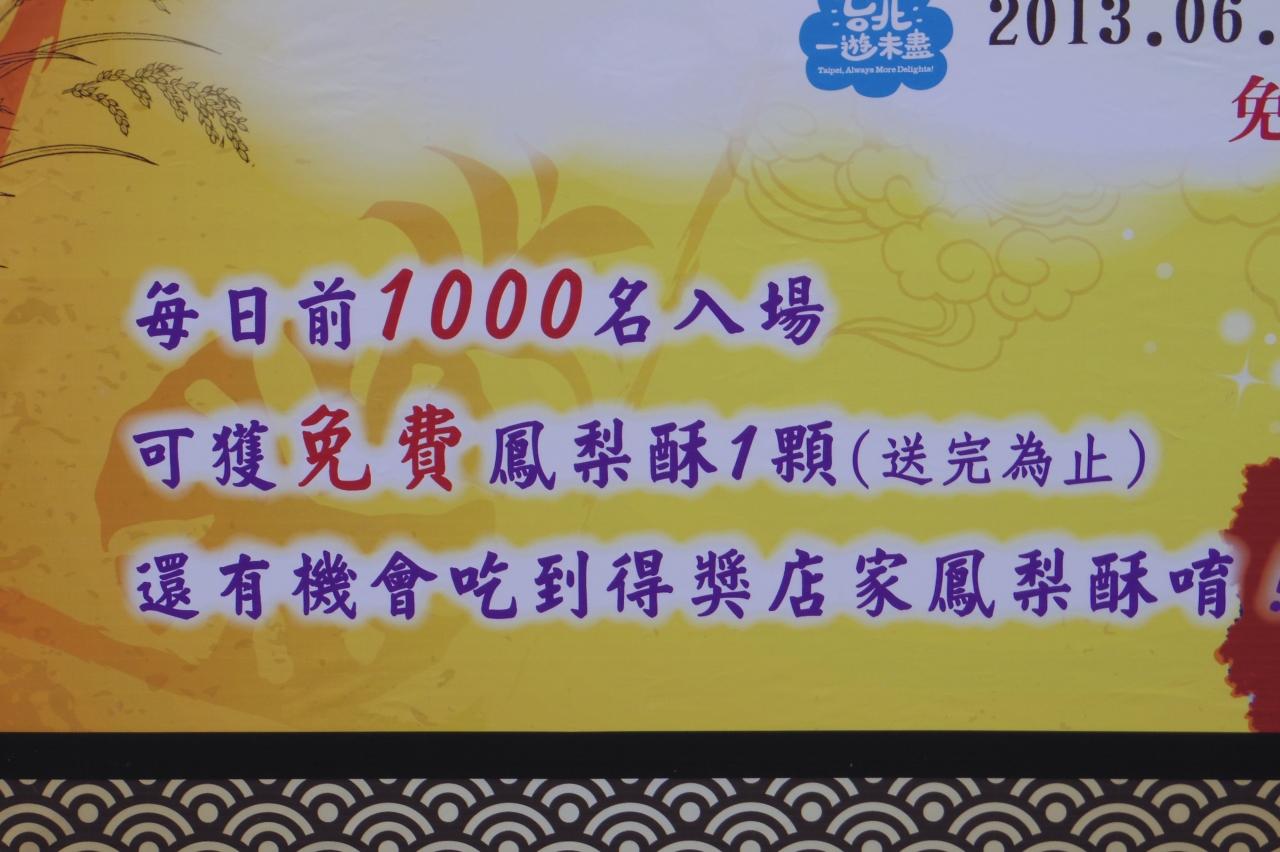 台北
一遊未盡
Taipei, Always More Delights!
2013.06.
免
每日前1000名入場
可獲免費鳳梨酥1顆(送完為止)
還有機會吃到得獎店家鳳梨酥唷